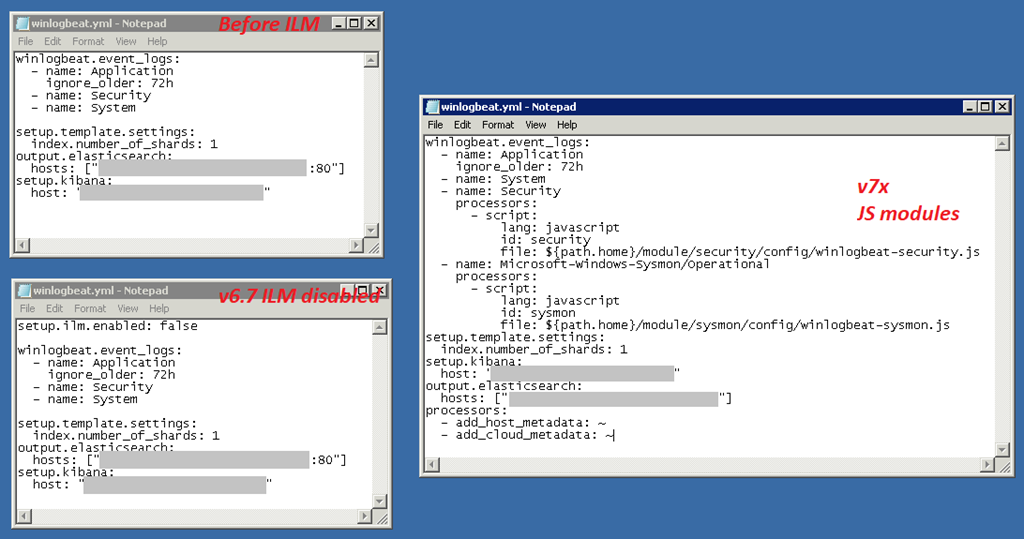 winlogbeat.yml - Notepad
Before ILM
File Edit Format View Help
winlogbeat.event_logs:
  - name: Application
    ignore_older: 72h
  - name: Security
  - name: System

setup.template.settings:
  index.number_of_shards: 1
output.elasticsearch:
  hosts: [" :80"]
setup.kibana:
  host: " "
winlogbeat.yml - Notepad
v6.7 ILM disabled
File Edit Format View Help
setup.ilm.enabled: false

winlogbeat.event_logs:
  - name: Application
    ignore_older: 72h
  - name: Security
  - name: System

setup.template.settings:
  index.number_of_shards: 1
output.elasticsearch:
  hosts: [" :80"]
setup.kibana:
  host: " "
winlogbeat.yml - Notepad
File Edit Format View Help
winlogbeat.event_logs:
  - name: Application
    ignore_older: 72h
  - name: System
  - name: Security
    processors:
      - script:
          lang: javascript
          id: security
          file: ${path.home}/module/security/config/winlogbeat-security.js
  - name: Microsoft-Windows-Sysmon/Operational
    processors:
      - script:
          lang: javascript
          id: sysmon
          file: ${path.home}/module/sysmon/config/winlogbeat-sysmon.js
setup.template.settings:
  index.number_of_shards: 1
setup.kibana:
  host: " "
output.elasticsearch:
  hosts: [" "]
processors:
  - add_host_metadata: ~
  - add_cloud_metadata: ~
v7x
JS modules